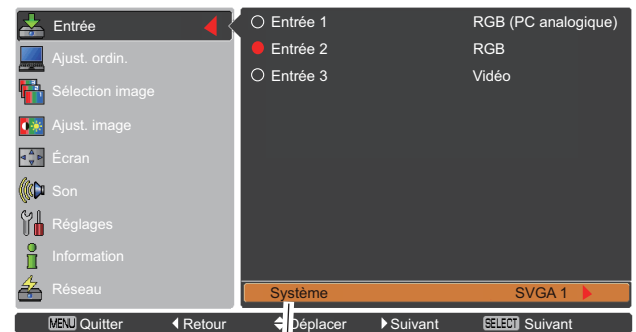 Entrée
Ajust. ordin.
Sélection image
Ajust. image
Écran
Son
Réglages
Information
Réseau
Entrée 1 RGB (PC analogique)
Entrée 2 RGB
Entrée 3 Vidéo
Système SVGA 1
MENU Quitter Retour Déplacer Suivant SELECT Suivant